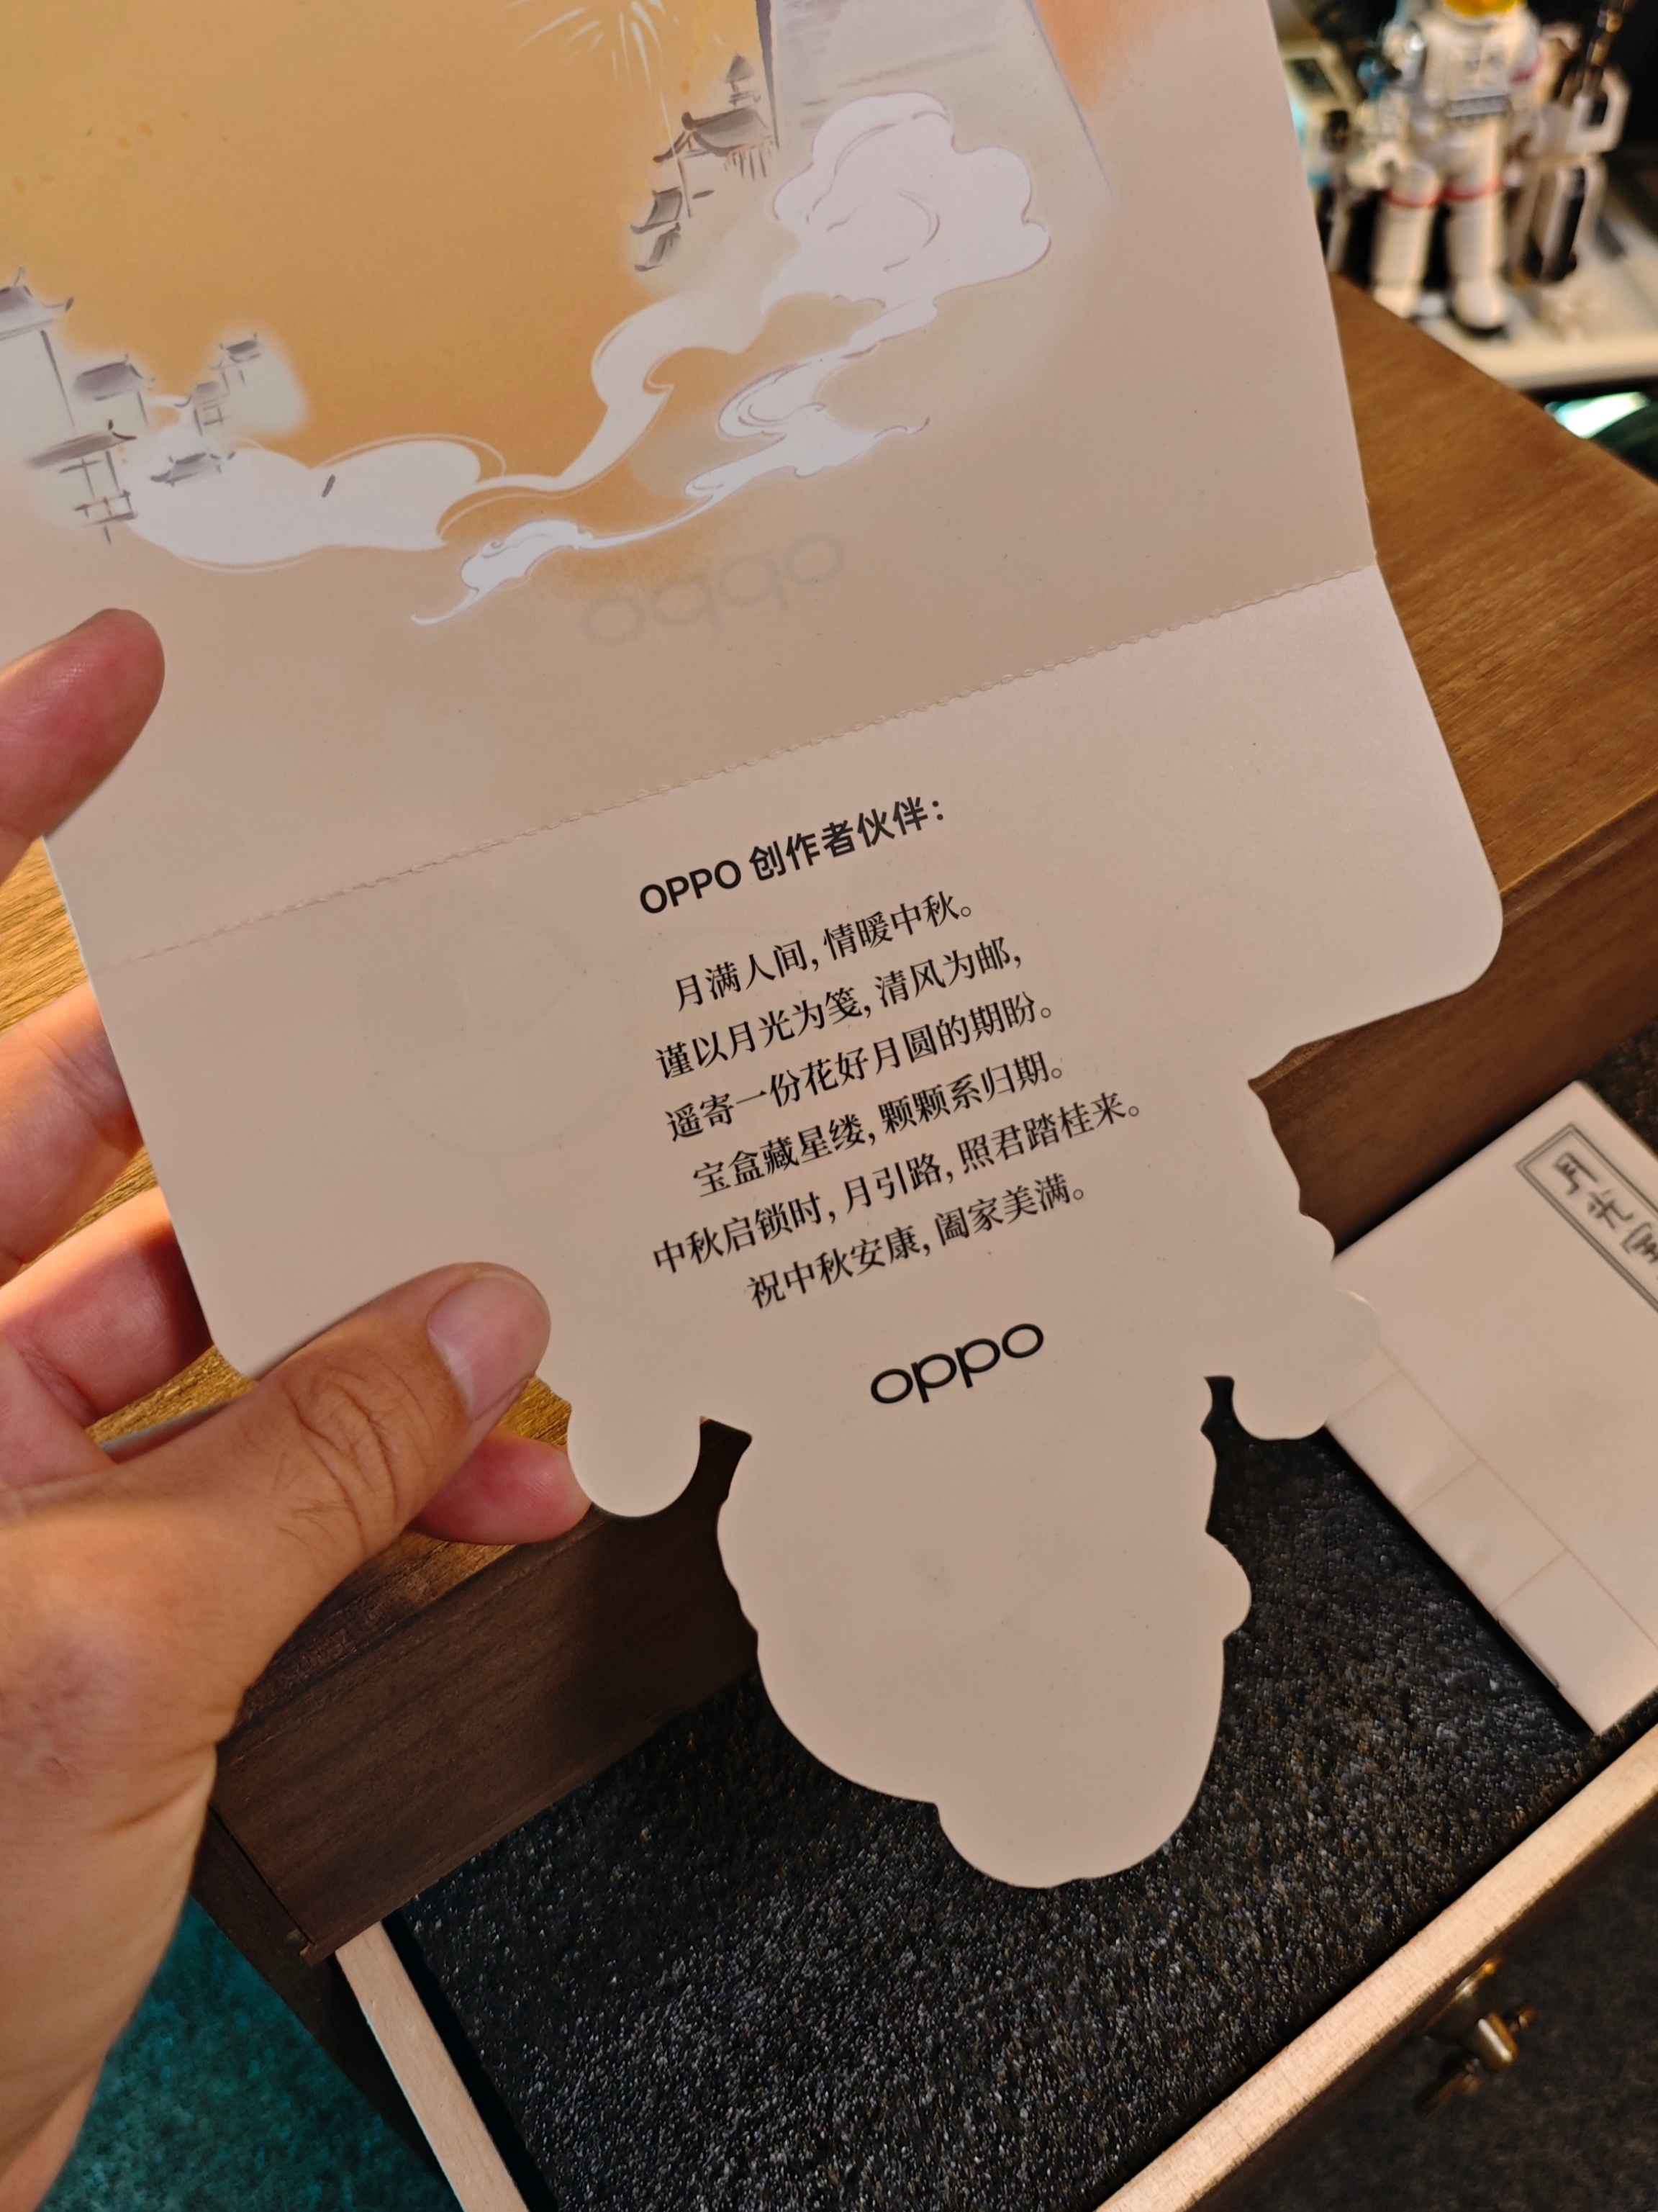 OPPO 创作者伙伴：
月满人间，情暖中秋。
谨以月光为笺，清风为邮，
遥寄一份花好月圆的期盼。
宝盒藏星缕，颗颗系归期。
中秋启锁时，月引路，照君踏桂来。
祝中秋安康，阖家美满。
oppo
月光